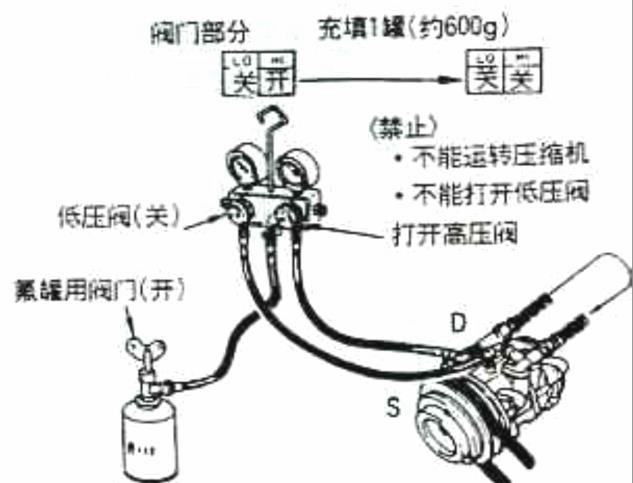 阀门部分 充填1罐(约600g)
LO HI
关 开
LO HI
关 关
(禁止)
·不能运转压缩机
·不能打开低压阀
低压阀(关)
打开高压阀
氟罐用阀门(开)
D
S
R-12